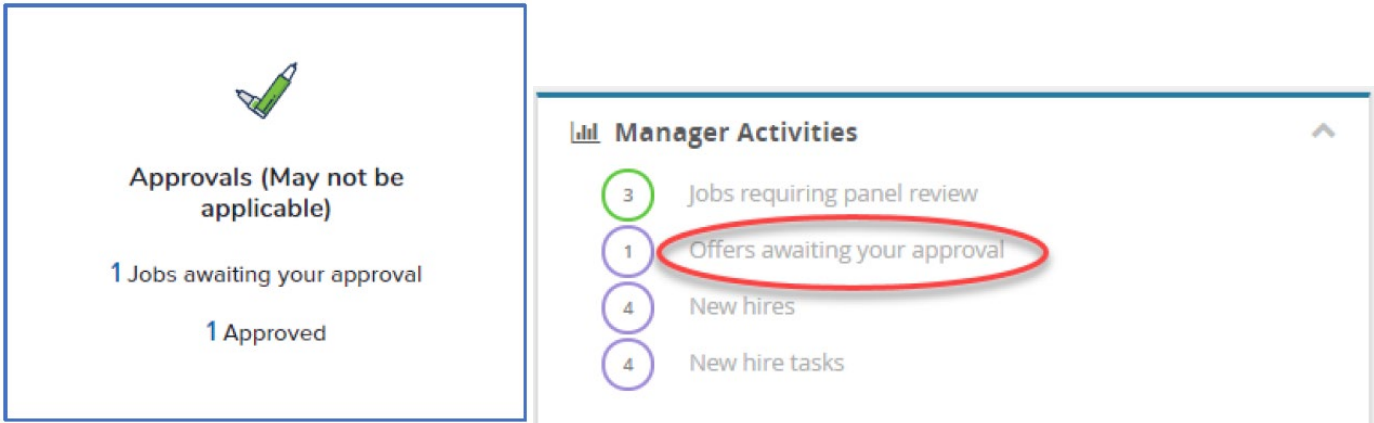 Approvals (May not be
applicable)
1 Jobs awaiting your approval
1 Approved
Manager Activities
3 Jobs requiring panel review
1 Offers awaiting your approval
4 New hires
4 New hire tasks